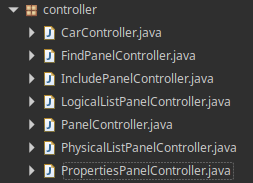 controller
CarController.java
FindPanelController.java
IncludePanelController.java
LogicalListPanelController.java
PanelController.java
PhysicalListPanelController.java
PropertiesPanelController.java